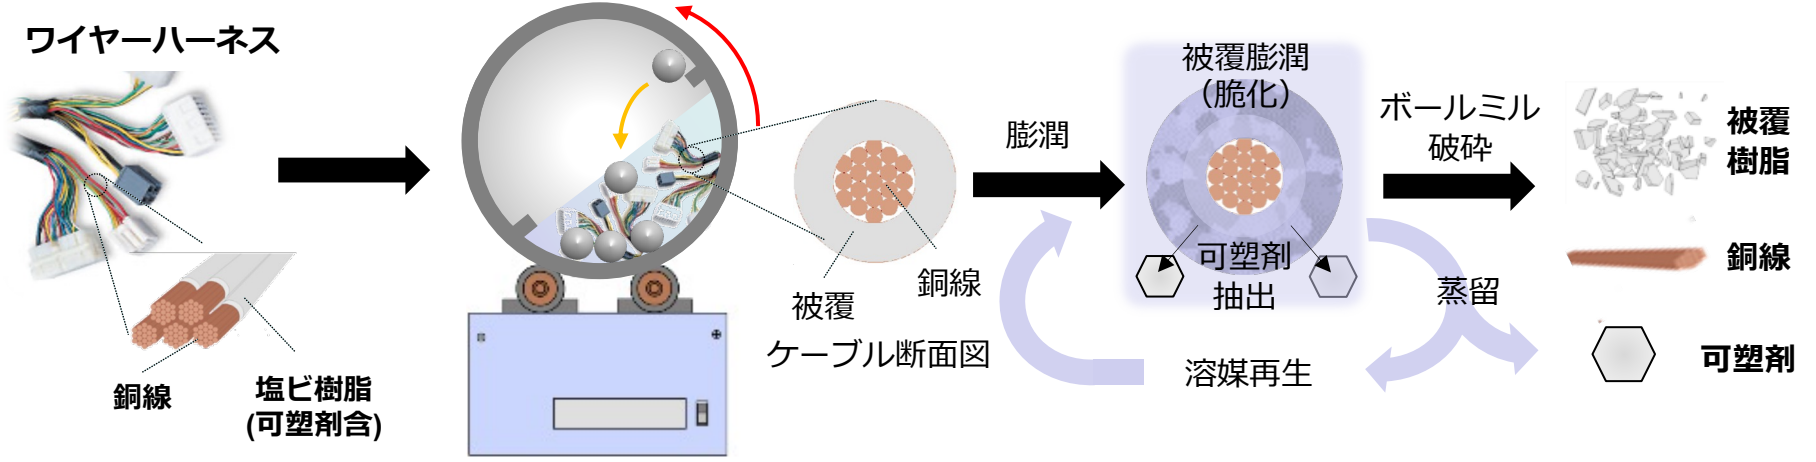 ワイヤーハーネス
銅線
塩ビ樹脂
(可塑剤含)
被覆
銅線
ケーブル断面図
膨潤
被覆膨潤
（脆化）
可塑剤
抽出
溶媒再生
ボールミル
破砕
蒸留
被覆
樹脂
銅線
可塑剤